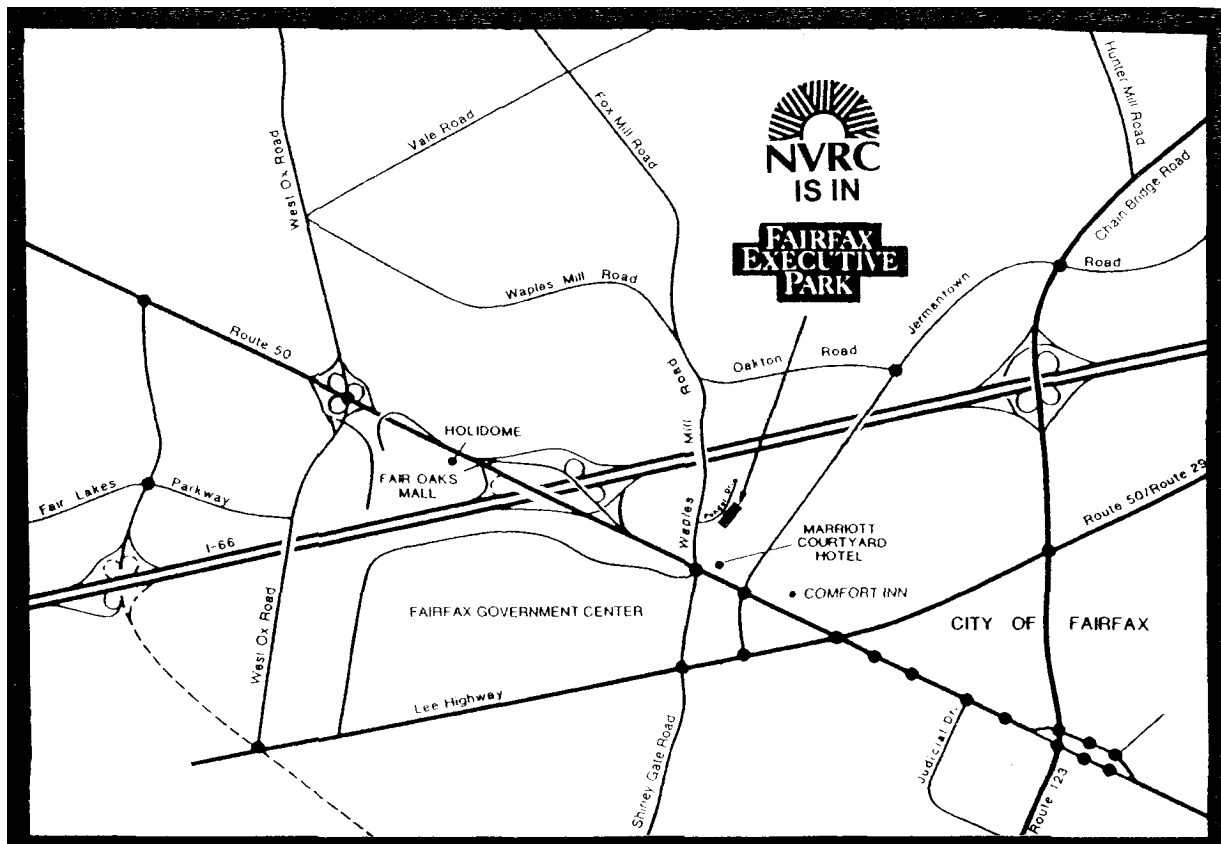 Hunter Mill Road
Fox Mill Road
Vale Road
West Ox Road
NVRC
IS IN
FAIRFAX
EXECUTIVE
PARK
Chain Bridge Road
Jermantown Road
Waples Mill Road
Route 50
Oakton Road
Waples Mill Road
HOLIDOME
FAIR OAKS
MALL
Fair Lakes Parkway
I-66
Route 50/Route 29
MARRIOTT
COURTYARD
HOTEL
COMFORT INN
FAIRFAX GOVERNMENT CENTER
CITY OF FAIRFAX
West Ox Road
Lee Highway
Shirley Gate Road
Judicial Dr.
Route 123